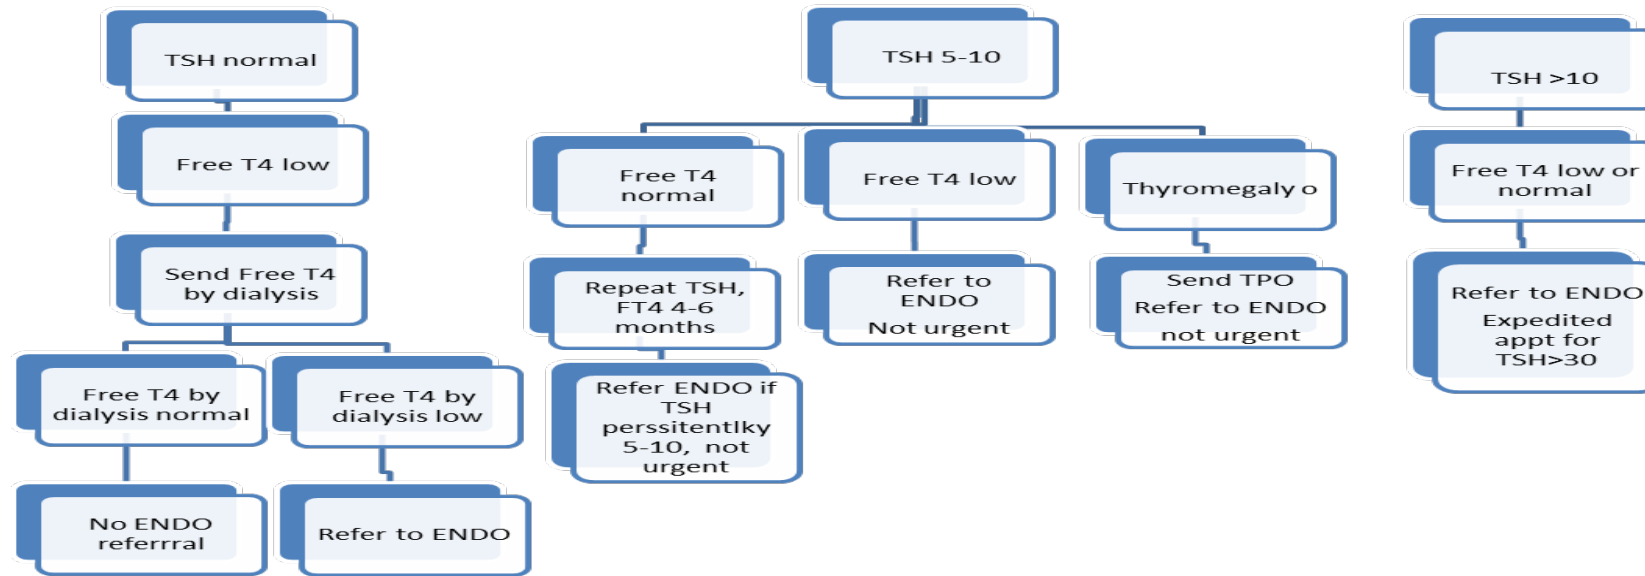 TSH normal
Free T4 low
Send Free T4
by dialysis
Free T4 by
dialysis normal
Free T4 by
dialysis low
No ENDO
referrral
Refer to ENDO
TSH 5-10
Free T4
normal
Free T4 low
Thyromegaly o
Repeat TSH,
FT4 4-6
months
Refer to
ENDO
Not urgent
Send TPO
Refer to ENDO
not urgent
Refer ENDO if
TSH
perssitentlky
5-10, not
urgent
TSH >10
Free T4 low or
normal
Refer to ENDO
Expedited
appt for
TSH>30